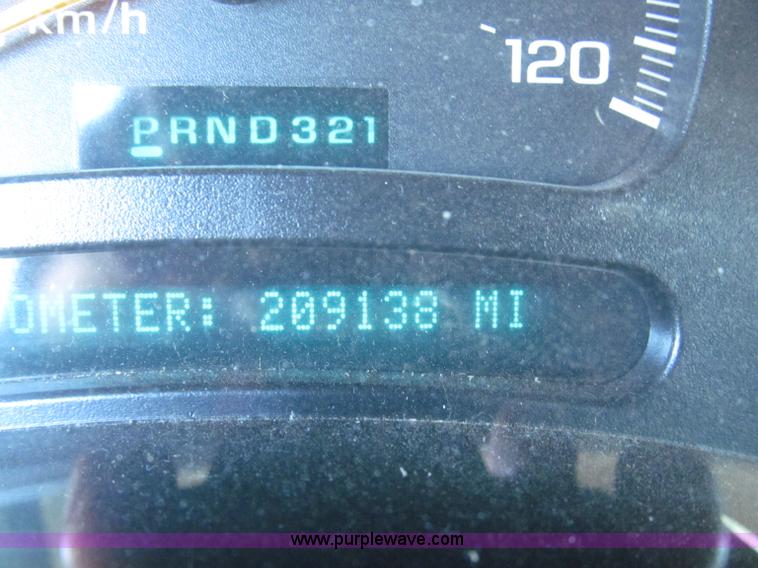 km/h
120
PRND321
OMETER: 209138 MI
www.purplewave.com